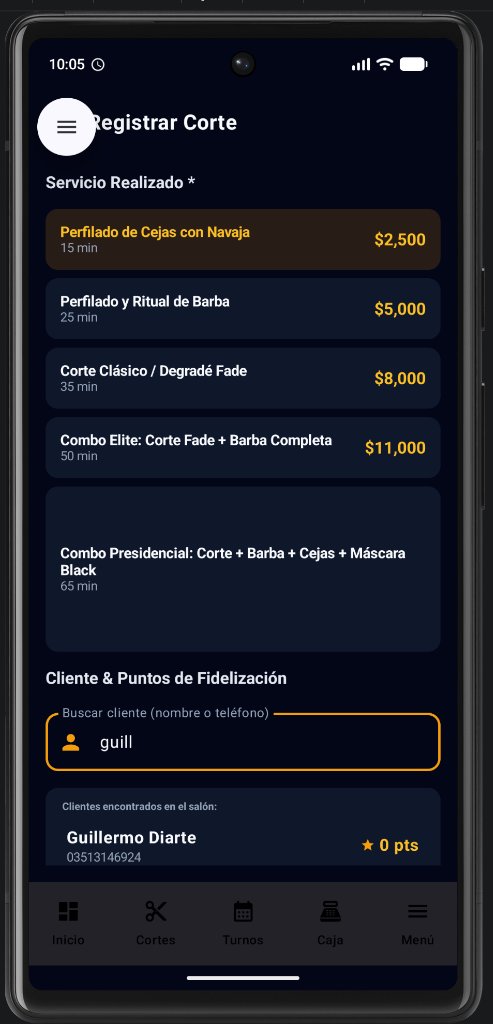 10:05
Registrar Corte
Servicio Realizado *
Perfilado de Cejas con Navaja
15 min
$2,500
Perfilado y Ritual de Barba
25 min
$5,000
Corte Clásico / Degradé Fade
35 min
$8,000
Combo Elite: Corte Fade + Barba Completa
50 min
$11,000
Combo Presidencial: Corte + Barba + Cejas + Máscara
Black
65 min
Cliente & Puntos de Fidelización
Buscar cliente (nombre o teléfono)
guill
Clientes encontrados en el salón:
Guillermo Diarte
03513146924
★ 0 pts
Inicio
Cortes
Turnos
Caja
Menú